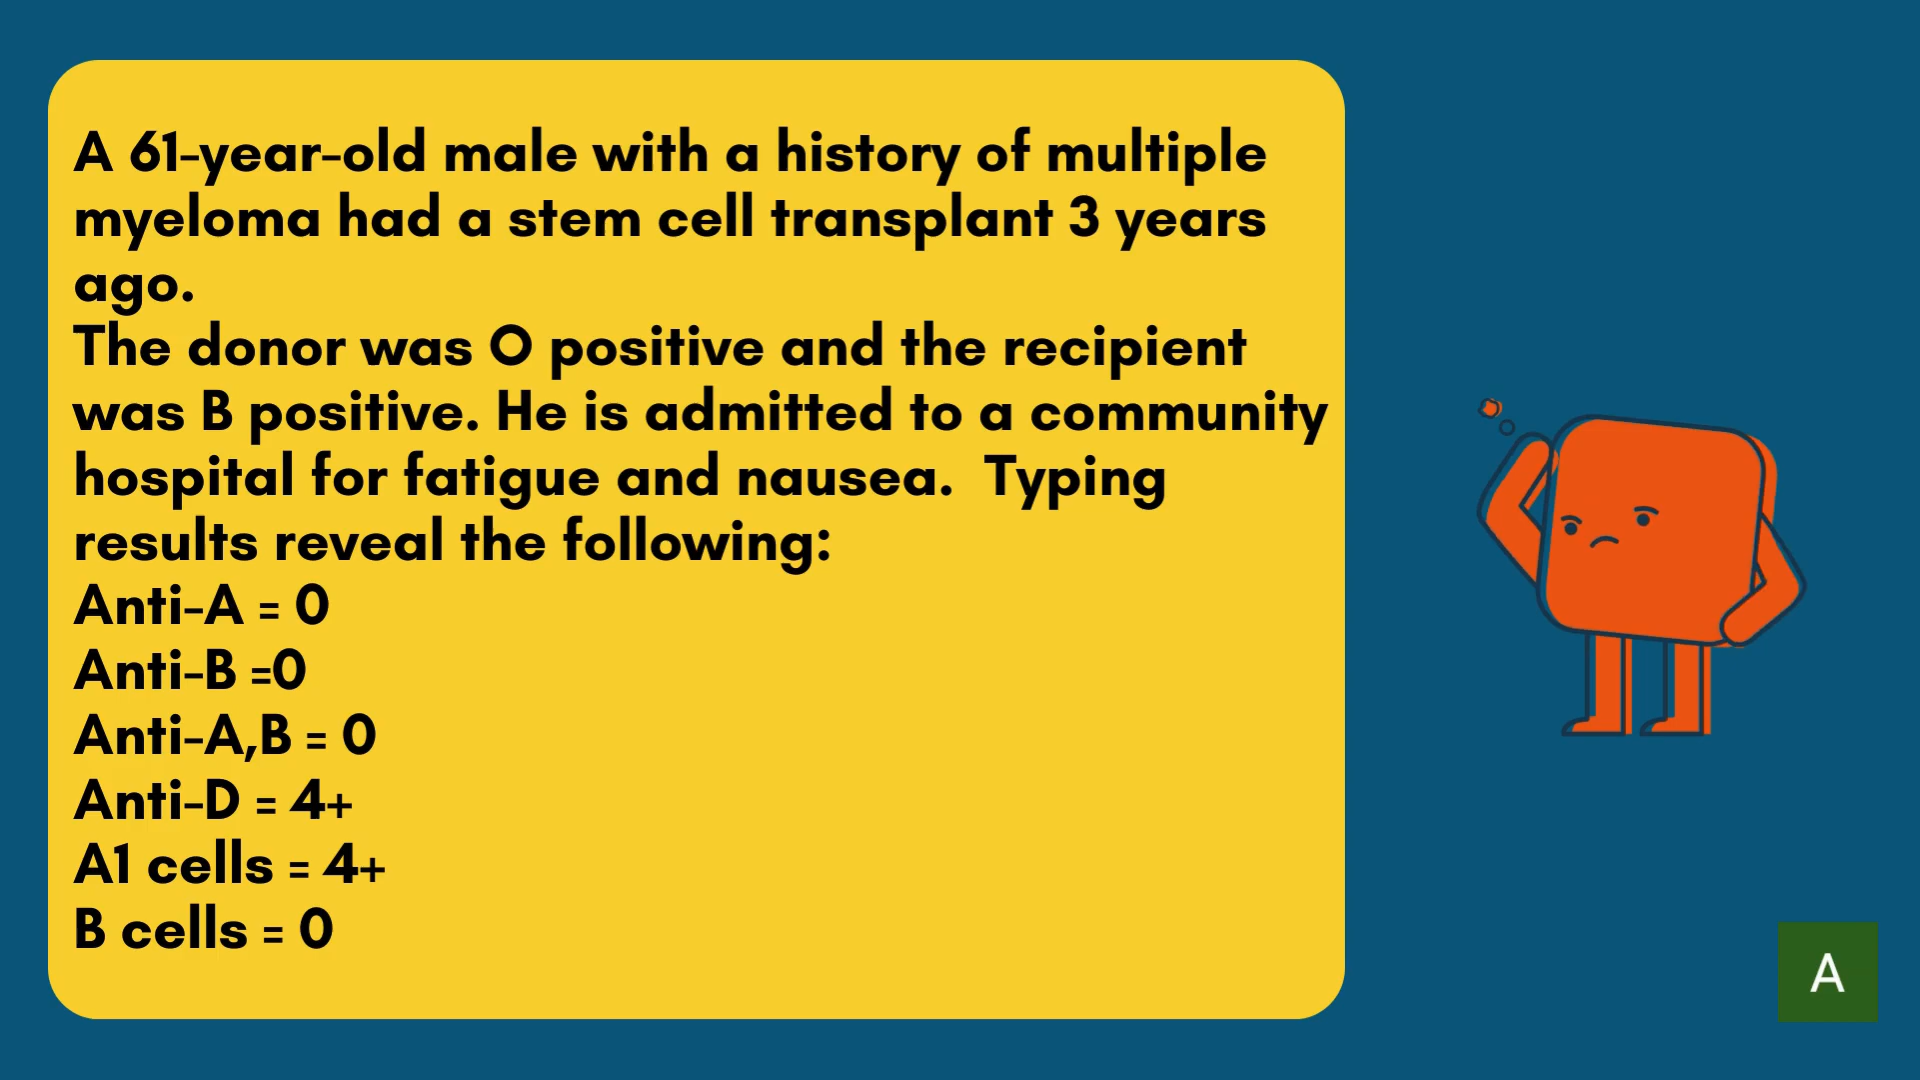 A 61-year-old male with a history of multiple
myeloma had a stem cell transplant 3 years
ago.
The donor was O positive and the recipient
was B positive. He is admitted to a community
hospital for fatigue and nausea.  Typing
results reveal the following:
Anti-A = 0
Anti-B =0
Anti-A,B = 0
Anti-D = 4+
A1 cells = 4+
B cells = 0
A